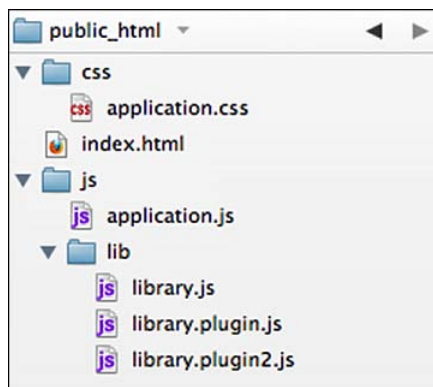 public_html
css
css application.css
index.html
js
js application.js
lib
js library.js
js library.plugin.js
js library.plugin2.js